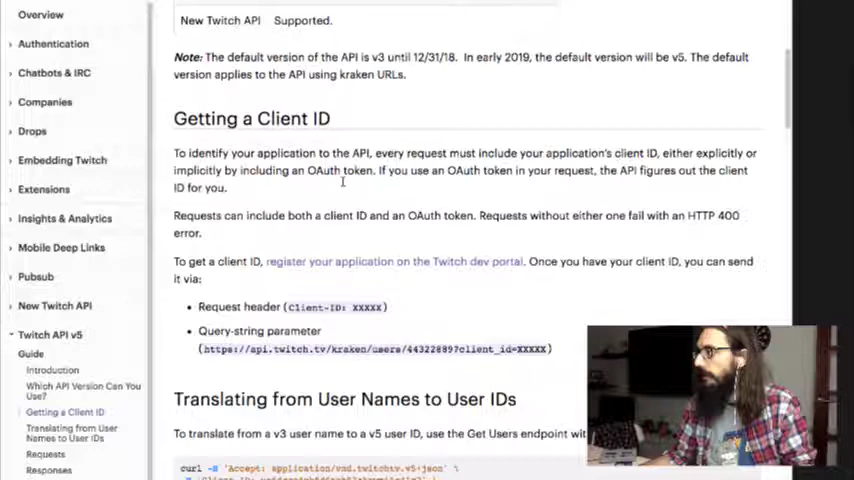 Overview
Authentication
Chatbots & IRC
Companies
Drops
Embedding Twitch
Extensions
Insights & Analytics
Mobile Deep Links
Pubsub
New Twitch API
Twitch API v5
Guide
Introduction
Which API Version Can You
Use?
Getting a Client ID
Translating from User
Names to User IDs
Requests
Responses
New Twitch API Supported.
Note: The default version of the API is v3 until 12/31/18. In early 2019, the default version will be v5. The default
version applies to the API using kraken URLs.
Getting a Client ID
To identify your application to the API, every request must include your application's client ID, either explicitly or
implicitly by including an OAuth token. If you use an OAuth token in your request, the API figures out the client
ID for you.
Requests can include both a client ID and an OAuth token. Requests without either one fail with an HTTP 400
error.
To get a client ID, register your application on the Twitch dev portal. Once you have your client ID, you can send
it via:
• Request header (Client-ID: XXXXX)
• Query-string parameter
(https://api.twitch.tv/kraken/users/44322889?client_id=XXXXX)
Translating from User Names to User IDs
To translate from a v3 user name to a v5 user ID, use the Get Users endpoint wit
curl -H 'Accept: application/vnd.twitchtv.v5+json' \